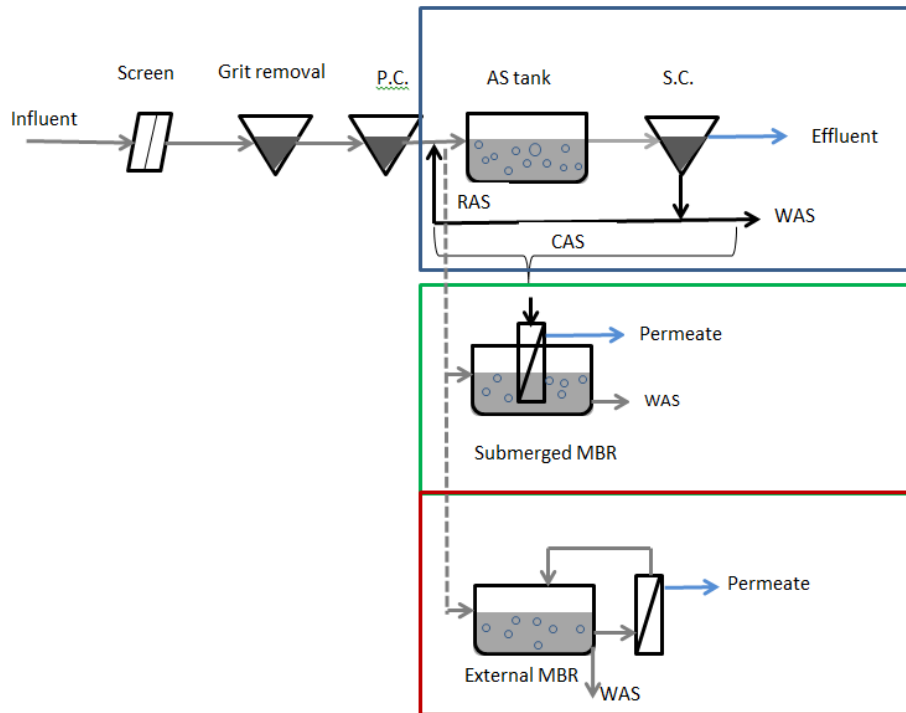 Influent
Screen
Grit removal
P.C.
AS tank
S.C.
Effluent
RAS
WAS
CAS
Permeate
WAS
Submerged MBR
Permeate
External MBR
WAS